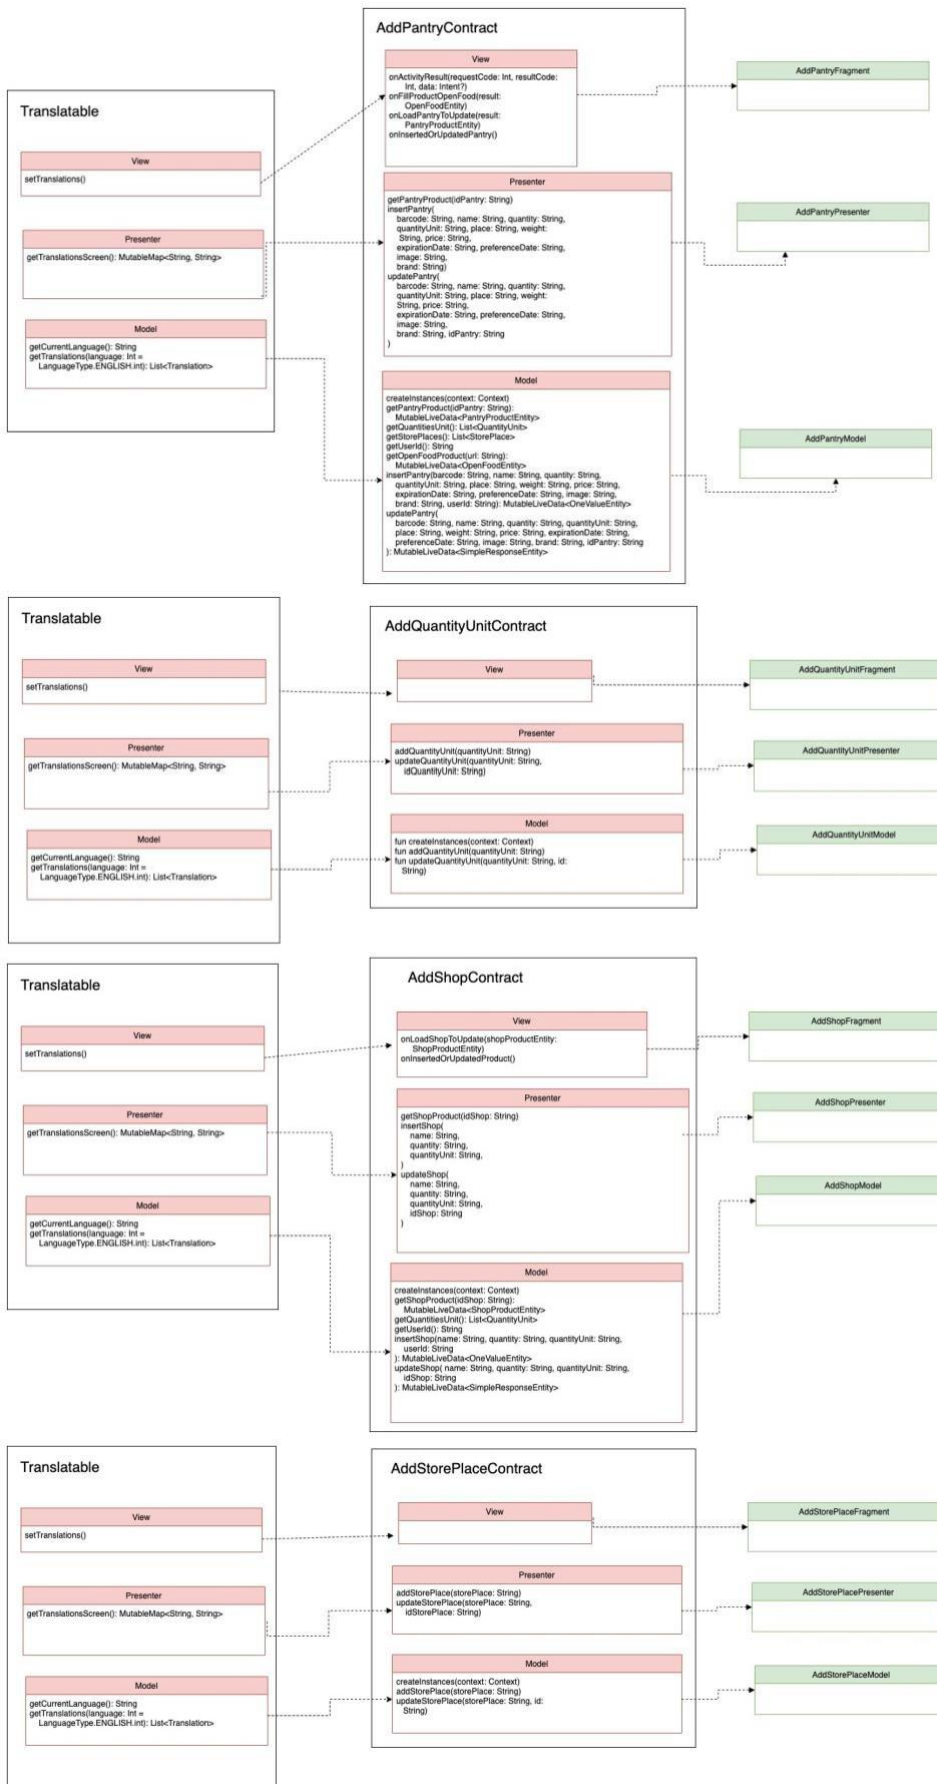 AddPantryContract
View
onActivityResult(requestCode: Int, resultCode:
Int, data: Intent?)
onFillProductOpenFood(result:
OpenFoodEntity)
onLoadPantryToUpdate(result:
PantryProductEntity)
onInsertedOrUpdatedPantry()
AddPantryFragment
Translatable
View
setTranslations()
Presenter
getTranslationsScreen(): MutableMap<String, String>
Model
getCurrentLanguage(): String
getTranslations(language: Int =
LanguageType.ENGLISH.int): List<Translation>
Presenter
getPantryProduct(idPantry: String)
insertPantry(
barcode: String, name: String, quantity: String,
quantityUnit: String, place: String, weight:
String, price: String,
expirationDate: String, preferenceDate: String,
image: String,
brand: String)
updatePantry(
barcode: String, name: String, quantity: String,
quantityUnit: String, place: String, weight:
String, price: String,
expirationDate: String, preferenceDate: String,
image: String,
brand: String, idPantry: String
)
AddPantryPresenter
Model
createInstances(context: Context)
getPantryProduct(idPantry: String):
MutableLiveData<PantryProductEntity>
getQuantitiesUnit(): List<QuantityUnit>
getStorePlaces(): List<StorePlace>
getUserId(): String
getOpenFoodProduct(url: String):
MutableLiveData<OpenFoodEntity>
insertPantry(barcode: String, name: String, quantity: String,
quantityUnit: String, place: String, weight: String, price: String,
expirationDate: String, preferenceDate: String, image: String,
brand: String, userId: String): MutableLiveData<OneValueEntity>
updatePantry(
barcode: String, name: String, quantity: String, quantityUnit: String,
place: String, weight: String, price: String, expirationDate: String,
preferenceDate: String, image: String, brand: String, idPantry: String
): MutableLiveData<SimpleResponseEntity>
AddPantryModel
Translatable
View
setTranslations()
Presenter
getTranslationsScreen(): MutableMap<String, String>
Model
getCurrentLanguage(): String
getTranslations(language: Int =
LanguageType.ENGLISH.int): List<Translation>
AddQuantityUnitContract
View
Presenter
addQuantityUnit(quantityUnit: String)
updateQuantityUnit(quantityUnit: String,
idQuantityUnit: String)
Model
fun createInstances(context: Context)
fun addQuantityUnit(quantityUnit: String)
fun updateQuantityUnit(quantityUnit: String, id:
String)
AddQuantityUnitFragment
AddQuantityUnitPresenter
AddQuantityUnitModel
Translatable
View
setTranslations()
Presenter
getTranslationsScreen(): MutableMap<String, String>
Model
getCurrentLanguage(): String
getTranslations(language: Int =
LanguageType.ENGLISH.int): List<Translation>
AddShopContract
View
onLoadShopToUpdate(shopProductEntity:
ShopProductEntity)
onInsertedOrUpdatedProduct()
Presenter
getShopProduct(idShop: String)
insertShop(
name: String,
quantity: String,
quantityUnit: String,
)
updateShop(
name: String,
quantity: String,
quantityUnit: String,
idShop: String
)
Model
createInstances(context: Context)
getShopProduct(idShop: String):
MutableLiveData<ShopProductEntity>
getQuantitiesUnit(): List<QuantityUnit>
getUserId(): String
insertShop(name: String, quantity: String, quantityUnit: String,
userId: String
): MutableLiveData<OneValueEntity>
updateShop( name: String, quantity: String, quantityUnit: String,
idShop: String
): MutableLiveData<SimpleResponseEntity>
AddShopFragment
AddShopPresenter
AddShopModel
Translatable
View
setTranslations()
Presenter
getTranslationsScreen(): MutableMap<String, String>
Model
getCurrentLanguage(): String
getTranslations(language: Int =
LanguageType.ENGLISH.int): List<Translation>
AddStorePlaceContract
View
Presenter
addStorePlace(storePlace: String)
updateStorePlace(storePlace: String,
idStorePlace: String)
Model
createInstances(context: Context)
addStorePlace(storePlace: String)
updateStorePlace(storePlace: String, id:
String)
AddStorePlaceFragment
AddStorePlacePresenter
AddStorePlaceModel